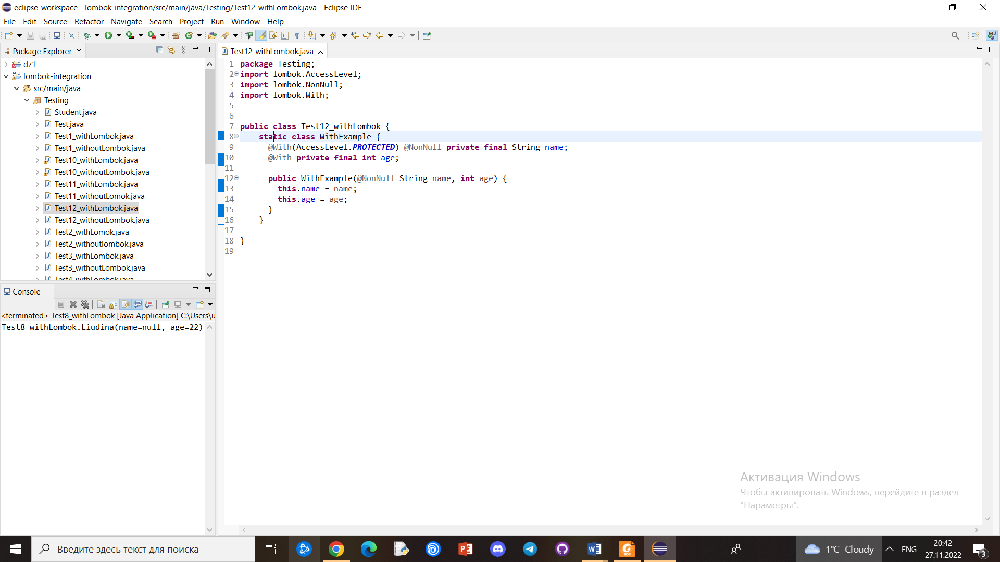 eclipse-workspace - lombok-integration/src/main/java/Testing/Test12_withLombok.java - Eclipse IDE
File Edit Source Refactor Navigate Search Project Run Window Help
Package Explorer
dz1
lombok-integration
src/main/java
Testing
Student.java
Test.java
Test1_withLombok.java
Test1_withoutLombok.java
Test10_withLombok.java
Test10_withoutLombok.java
Test11_withLombok.java
Test11_withoutLomok.java
Test12_withLombok.java
Test12_withoutLombok.java
Test2_withLomok.java
Test2_withoutlombok.java
Test3_withLombok.java
Test3_withoutLombok.java
Test4_withLombok.java
Console
<terminated> Test8_withLombok [Java Application] C:\Users\u
Test8_withLombok.Liudina(name=null, age=22)
Test12_withLombok.java
1 package Testing;
2 import lombok.AccessLevel;
3 import lombok.NonNull;
4 import lombok.With;
5
6
7 public class Test12_withLombok {
8 static class WithExample {
9 @With(AccessLevel.PROTECTED) @NonNull private final String name;
10 @With private final int age;
11
12 public WithExample(@NonNull String name, int age) {
13 this.name = name;
14 this.age = age;
15 }
16 }
17
18 }
19
Активация Windows
Чтобы активировать Windows, перейдите в раздел
"Параметры".
Введите здесь текст для поиска
1°C Cloudy
ENG
20:42
27.11.2022
3